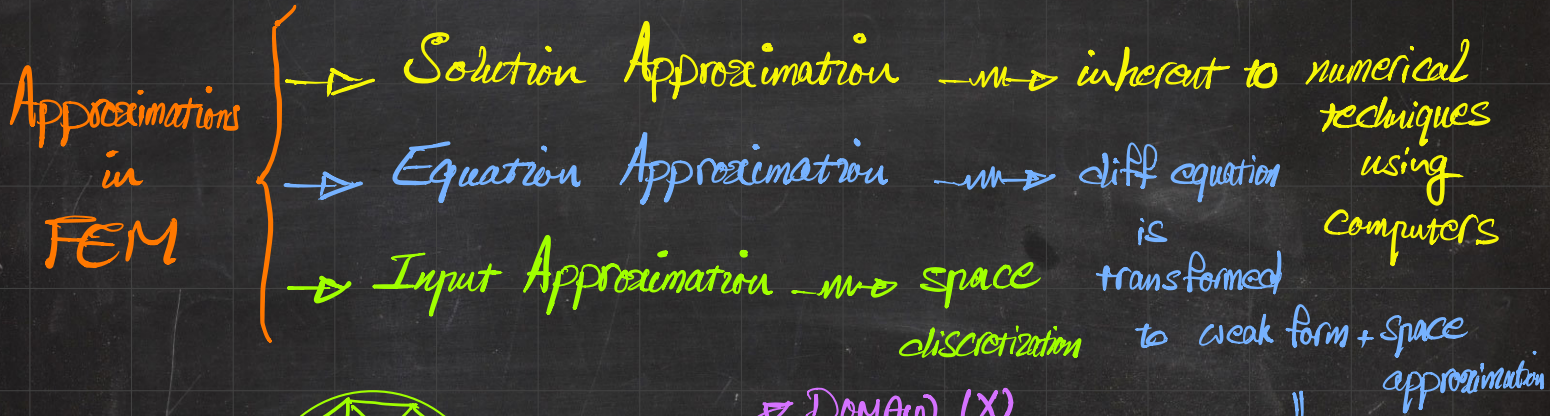 Approximations
in
FEM
Solution Approximation
inherent to numerical
techniques
using
computers
Equation Approximation
diff equation
is
transformed
to weak form + space
approximation
Input Approximation
space
discretization
DOMAIN (X)